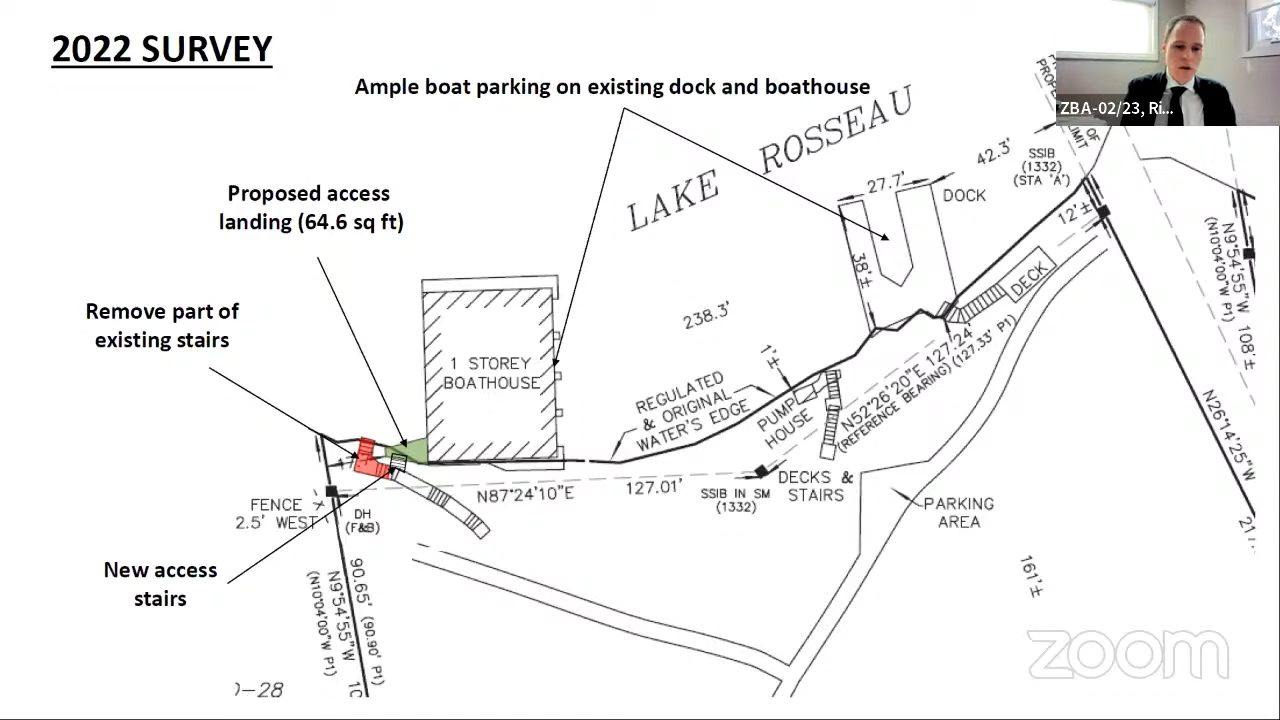 2022 SURVEY
Ample boat parking on existing dock and boathouse
ZBA-02/23, Ri...
LAKE ROSSEAU
Proposed access
landing (64.6 sq ft)
Remove part of
existing stairs
New access
stairs
1 STOREY
BOATHOUSE
238.3'
27.7'
38'±
DOCK
42.3'
SSIB
(1332)
(STA 'A')
OF
12'±
DECK
1'±
REGULATED
& ORIGINAL
WATER'S EDGE
PUMP
HOUSE
N52°26'20"E 127.24'
(REFERENCE BEARING) (127.33' P1)
DECKS &
STAIRS
SSIB IN SM
(1332)
127.01'
N87°24'10"E
FENCE
2.5' WEST
DH
(F&B)
90.65' (90.90' P1)
N9°54'55"W
(N10°04'00"W P1)
PARKING
AREA
161'±
N9°54'55"W 108'±
(N10°04'00"W P1)
N26°14'25"W
zoom